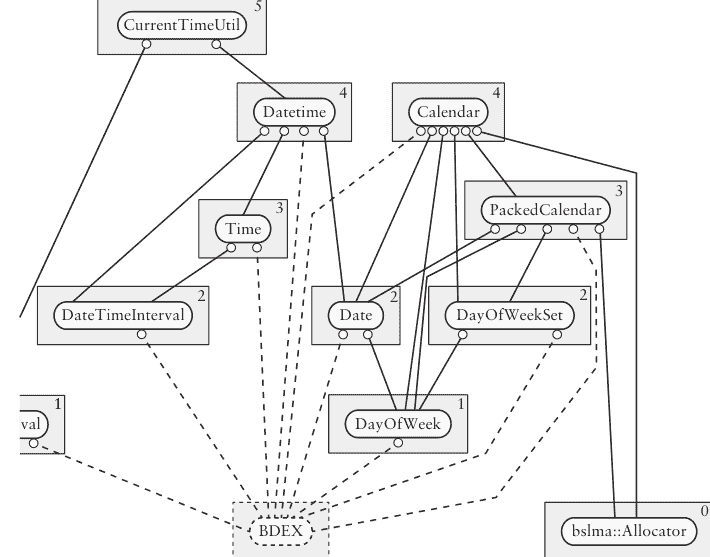 5
CurrentTimeUtil
4
Datetime
4
Calendar
3
PackedCalendar
3
Time
2
DateTimeInterval
2
Date
2
DayOfWeekSet
1
val
1
DayOfWeek
BDEX
0
bslma::Allocator